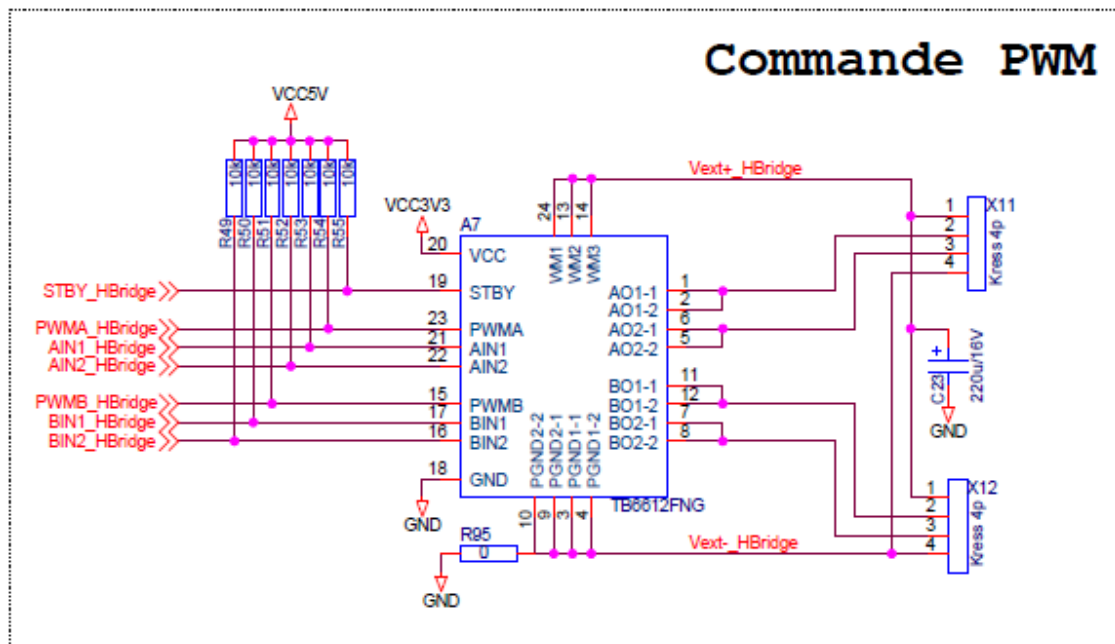 Commande PWM
VCC5V
10k 10k 10k 10k 10k 10k 10k
R49 R50 R51 R52 R53 R54 R55
VCC3V3
A7
Vext+_HBridge
24 13 14
WM1 WM2 WM3
20 VCC
STBY_HBridge 19 STBY
PWMA_HBridge 23 PWMA
AIN1_HBridge 21 AIN1
AIN2_HBridge 22 AIN2
PWMB_HBridge 15 PWMB
BIN1_HBridge 17 BIN1
BIN2_HBridge 16 BIN2
18 GND
GND
AO1-1 1
AO1-2 2
AO2-1 6
AO2-2 5
BO1-1 11
BO1-2 12
BO2-1 7
BO2-2 8
PGND2-2 PGND2-1 PGND1-1 PGND1-2
10 9 3 4
TB6612FNG
R95
0
GND
Vext-_HBridge
1 X11
2
3
4
Kress 4p
+
C23
220u/16V
GND
1 X12
2
3
4
Kress 4p